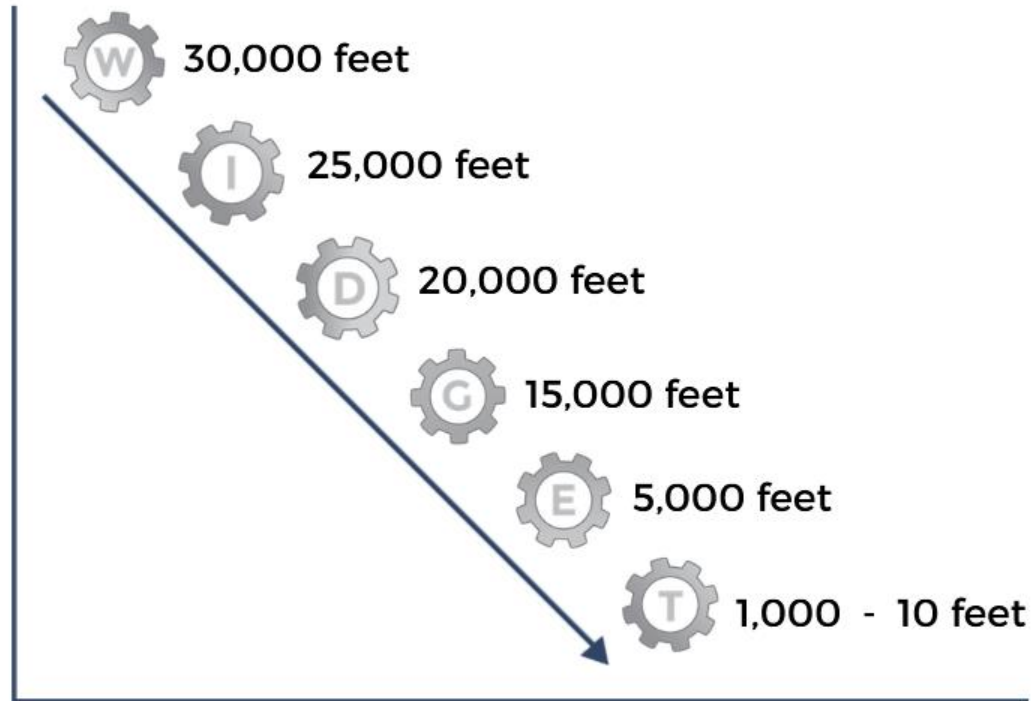 W 30,000 feet
I 25,000 feet
D 20,000 feet
G 15,000 feet
E 5,000 feet
T 1,000 - 10 feet